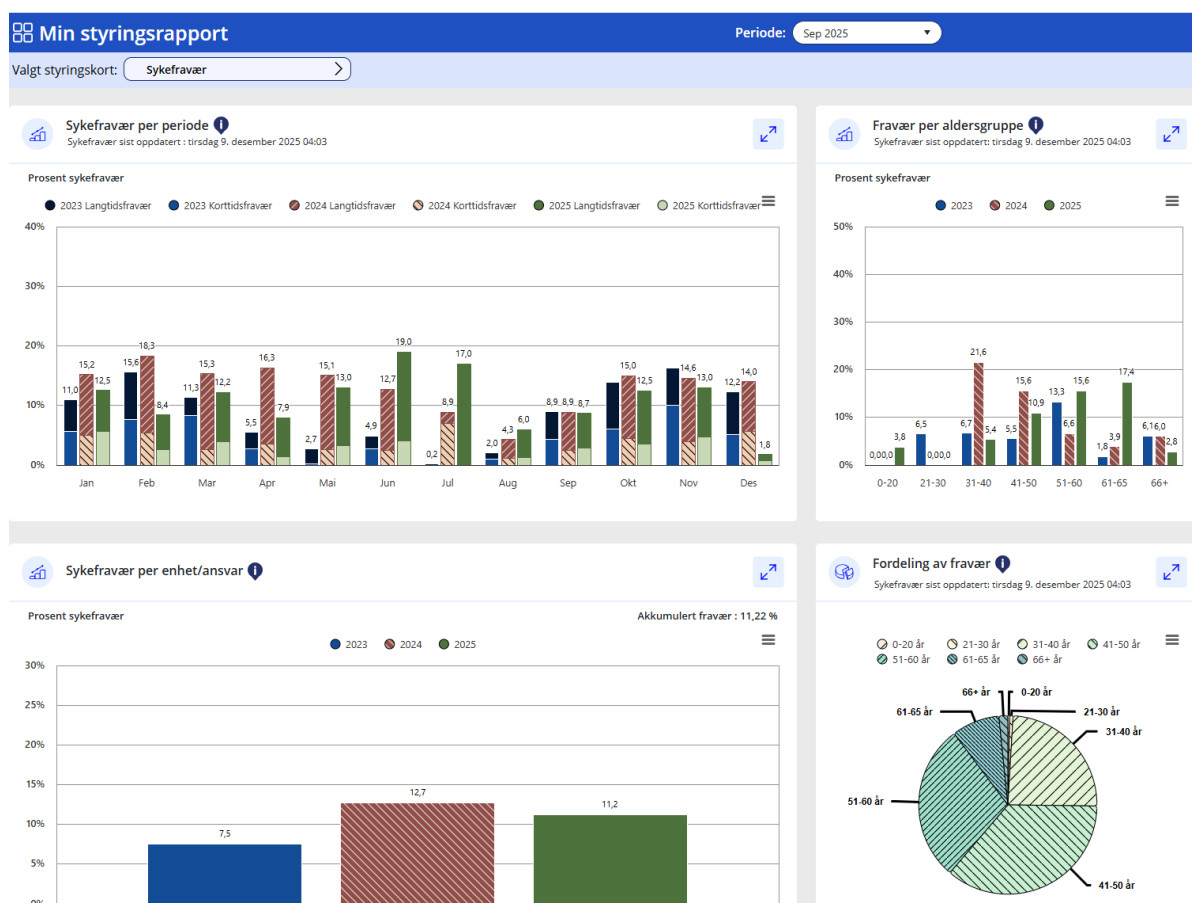 Min styringsrapport
Periode: Sep 2025
Valgt styringskort: Sykefravær
Sykefravær per periode
Sykefravær sist oppdatert : tirsdag 9. desember 2025 04:03
Prosent sykefravær
2023 Langtidsfravær 2023 Korttidsfravær 2024 Langtidsfravær 2024 Korttidsfravær 2025 Langtidsfravær 2025 Korttidsfravær
40%
30%
20%
10%
0%
11,0 15,2 12,5
15,6 18,3 8,4
11,3 15,3 12,2
5,5 16,3 7,9
2,7 15,1 13,0
4,9 12,7 19,0
0,2 8,9 17,0
2,0 4,3 6,0
8,9 8,9 8,7
15,0 12,5
14,6 13,0
12,2 14,0 1,8
Jan Feb Mar Apr Mai Jun Jul Aug Sep Okt Nov Des
Fravær per aldersgruppe
Sykefravær sist oppdatert: tirsdag 9. desember 2025 04:03
Prosent sykefravær
2023 2024 2025
50%
40%
30%
20%
10%
0%
0,0 0,0 3,8
6,5 0,0 0,0
6,7 21,6 5,4
5,5 15,6 10,9
13,3 6,6 15,6
1,8 3,9 17,4
6,1 6,0 2,8
0-20 21-30 31-40 41-50 51-60 61-65 66+
Sykefravær per enhet/ansvar
Prosent sykefravær
Akkumulert fravær : 11,22 %
2023 2024 2025
30%
25%
20%
15%
10%
5%
0%
7,5 12,7 11,2
Fordeling av fravær
Sykefravær sist oppdatert: tirsdag 9. desember 2025 04:03
0-20 år 21-30 år 31-40 år 41-50 år
51-60 år 61-65 år 66+ år
66+ år 0-20 år
61-65 år 21-30 år
31-40 år
51-60 år
41-50 år